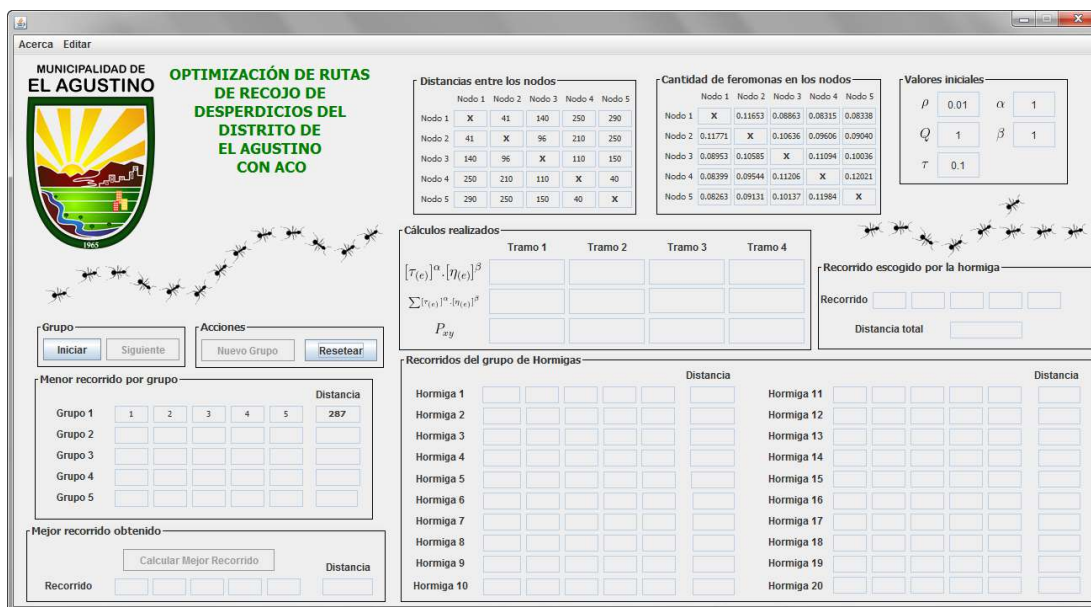 Acerca Editar
MUNICIPALIDAD DE
EL AGUSTINO
1965
OPTIMIZACIÓN DE RUTAS
DE RECOJO DE
DESPERDICIOS DEL
DISTRITO DE
EL AGUSTINO
CON ACO
Distancias entre los nodos
Nodo 1 Nodo 2 Nodo 3 Nodo 4 Nodo 5
Nodo 1 X 41 140 250 290
Nodo 2 41 X 96 210 250
Nodo 3 140 96 X 110 150
Nodo 4 250 210 110 X 40
Nodo 5 290 250 150 40 X
Cantidad de feromonas en los nodos
Nodo 1 Nodo 2 Nodo 3 Nodo 4 Nodo 5
Nodo 1 X 0.11653 0.08863 0.08315 0.08338
Nodo 2 0.11771 X 0.10636 0.09606 0.09040
Nodo 3 0.08953 0.10585 X 0.11094 0.10036
Nodo 4 0.08399 0.09544 0.11206 X 0.12021
Nodo 5 0.08263 0.09131 0.10137 0.11984 X
Valores iniciales
ρ 0.01 α 1
Q 1 β 1
τ 0.1
Cálculos realizados
Tramo 1 Tramo 2 Tramo 3 Tramo 4
[τ(e)]^α.[η(e)]^β
∑[τ(e)]^α.[η(e)]^β
Pxy
Recorrido escogido por la hormiga
Recorrido
Distancia total
Grupo
Iniciar Siguiente
Acciones
Nuevo Grupo Resetear
Menor recorrido por grupo
Distancia
Grupo 1 1 2 3 4 5 287
Grupo 2
Grupo 3
Grupo 4
Grupo 5
Mejor recorrido obtenido
Calcular Mejor Recorrido
Distancia
Recorrido
Recorridos del grupo de Hormigas
Distancia
Hormiga 1
Hormiga 2
Hormiga 3
Hormiga 4
Hormiga 5
Hormiga 6
Hormiga 7
Hormiga 8
Hormiga 9
Hormiga 10
Distancia
Hormiga 11
Hormiga 12
Hormiga 13
Hormiga 14
Hormiga 15
Hormiga 16
Hormiga 17
Hormiga 18
Hormiga 19
Hormiga 20